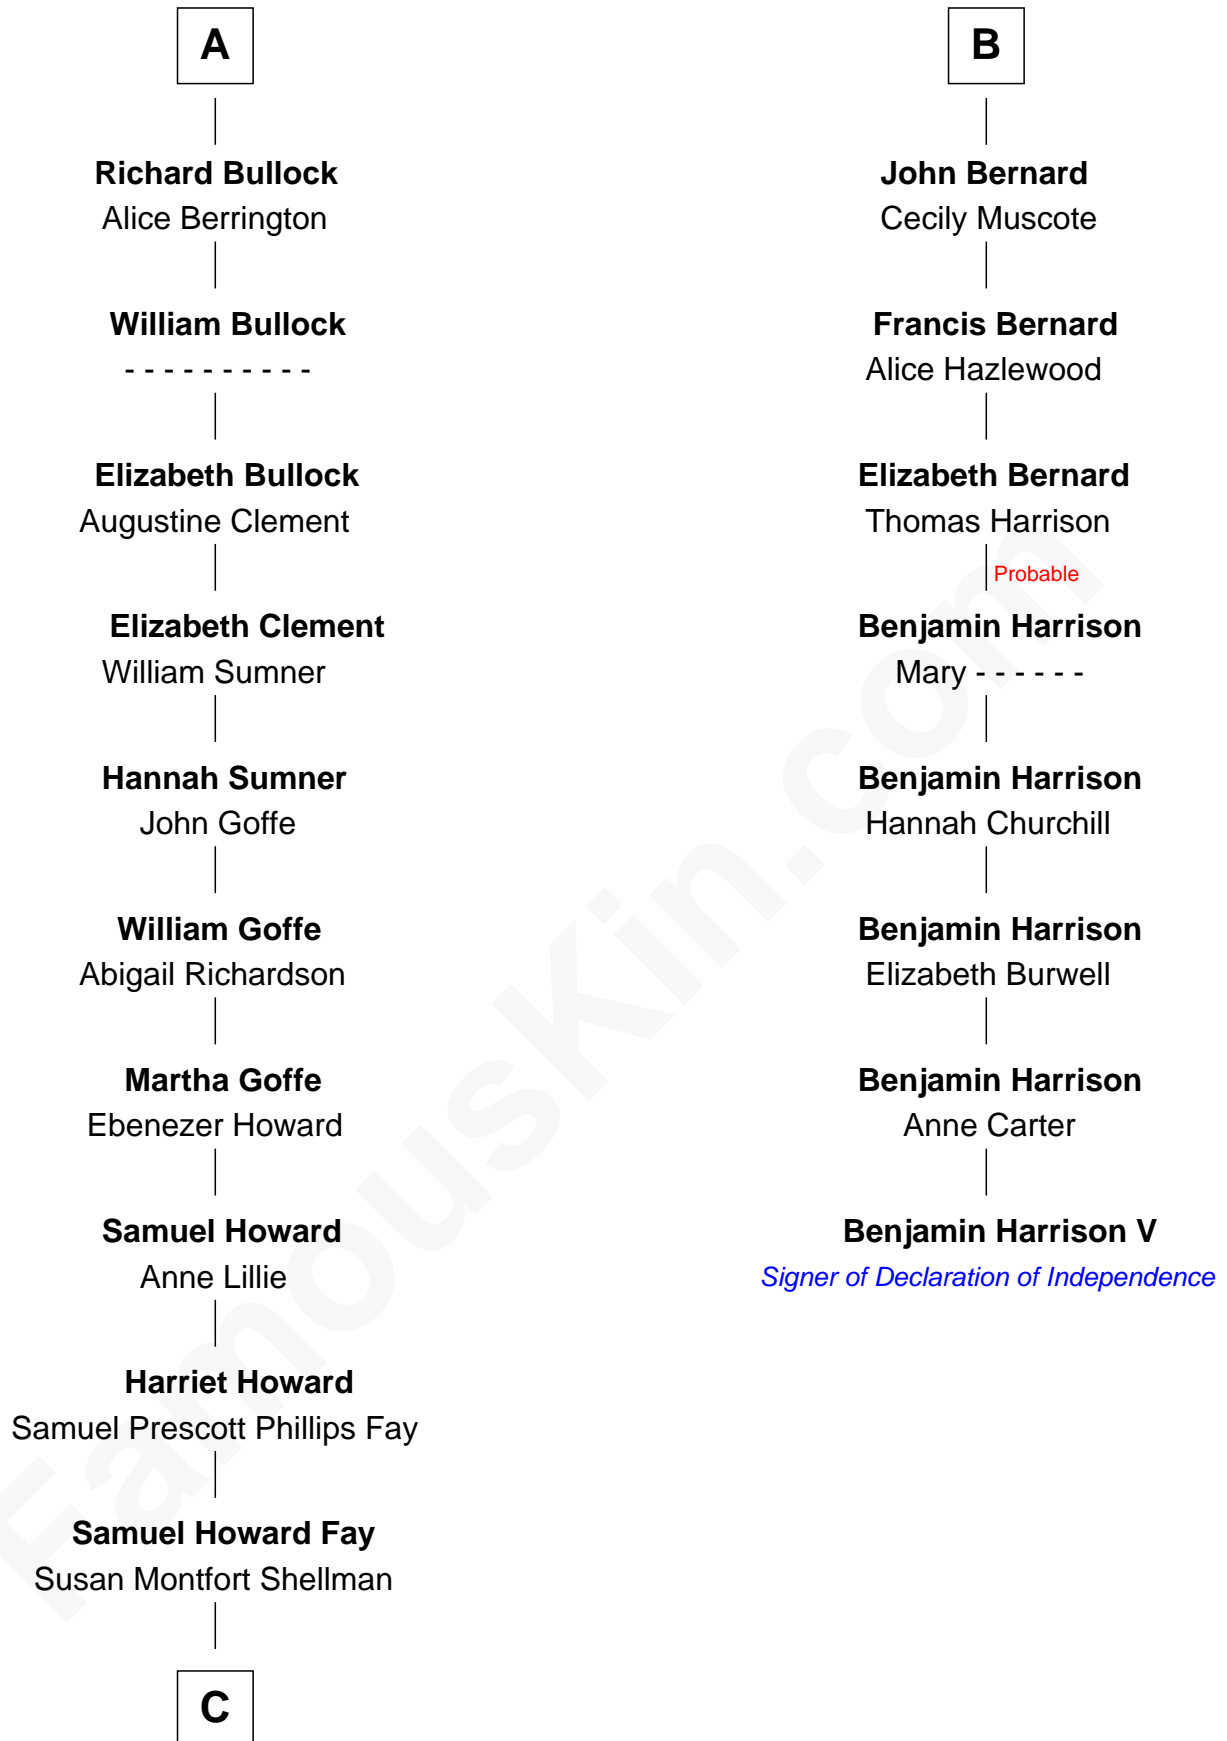 A
Richard Bullock
Alice Berrington
William Bullock
- - - - - - - - - -
Elizabeth Bullock
Augustine Clement
Elizabeth Clement
William Sumner
Hannah Sumner
John Goffe
William Goffe
Abigail Richardson
Martha Goffe
Ebenezer Howard
Samuel Howard
Anne Lillie
Harriet Howard
Samuel Prescott Phillips Fay
Samuel Howard Fay
Susan Montfort Shellman
C
B
John Bernard
Cecily Muscote
Francis Bernard
Alice Hazlewood
Elizabeth Bernard
Thomas Harrison
Probable
Benjamin Harrison
Mary - - - - - -
Benjamin Harrison
Hannah Churchill
Benjamin Harrison
Elizabeth Burwell
Benjamin Harrison
Anne Carter
Benjamin Harrison V
Signer of Declaration of Independence
FamousKin.com